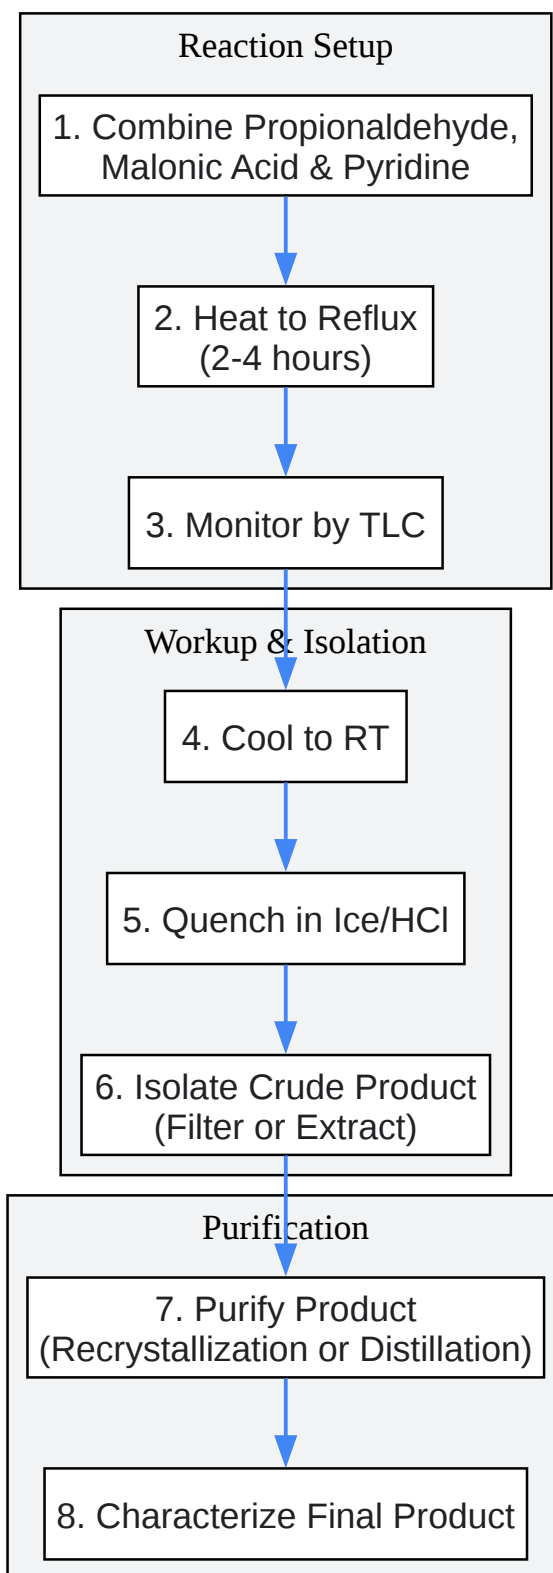 Reaction Setup
1. Combine Propionaldehyde,
Malonic Acid & Pyridine
2. Heat to Reflux
(2-4 hours)
3. Monitor by TLC
Workup & Isolation
4. Cool to RT
5. Quench in Ice/HCl
6. Isolate Crude Product
(Filter or Extract)
Purification
7. Purify Product
(Recrystallization or Distillation)
8. Characterize Final Product